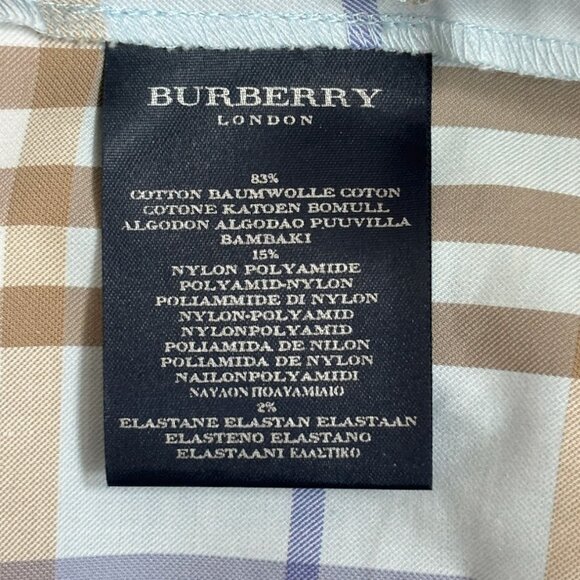 BURBERRY
LONDON
83%
COTTON BAUMWOLLE COTON
COTONE KATOEN BOMULL
ALGODON ALGODAO PUUVILLA
BAMBAKI
15%
NYLON POLYAMIDE
POLYAMID-NYLON
POLIAMMIDE DI NYLON
NYLON-POLYAMID
NYLONPOLYAMID
POLIAMIDA DE NILON
POLIAMIDA DE NYLON
NAILONPOLYAMIDI
ΝΑΥΛΟΝ ΠΟΛΥΑΜΙΔΙΟ
2%
ELASTANE ELASTAN ELASTAAN
ELASTENO ELASTANO
ELASTAANI ΕΛΑΣΤΙΚΟ